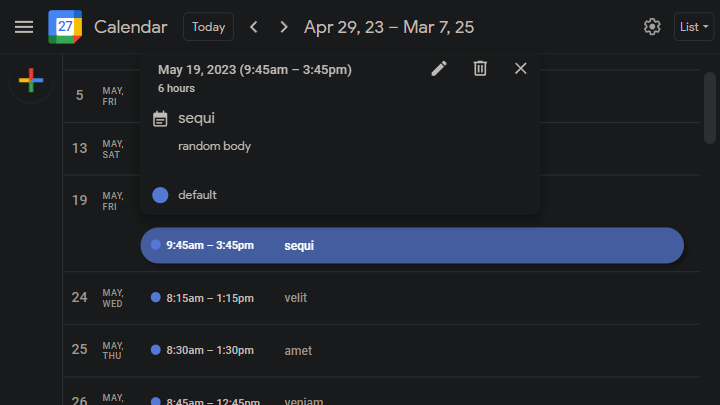 27 Calendar Today Apr 29, 23 – Mar 7, 25 List
May 19, 2023 (9:45am – 3:45pm)
6 hours
5 MAY, FRI
sequi
13 MAY, SAT
random body
19 MAY, FRI
default
9:45am – 3:45pm sequi
24 MAY, WED 8:15am – 1:15pm velit
25 MAY, THU 8:30am – 1:30pm amet
26 MAY, 8:45am – 12:45pm veniam